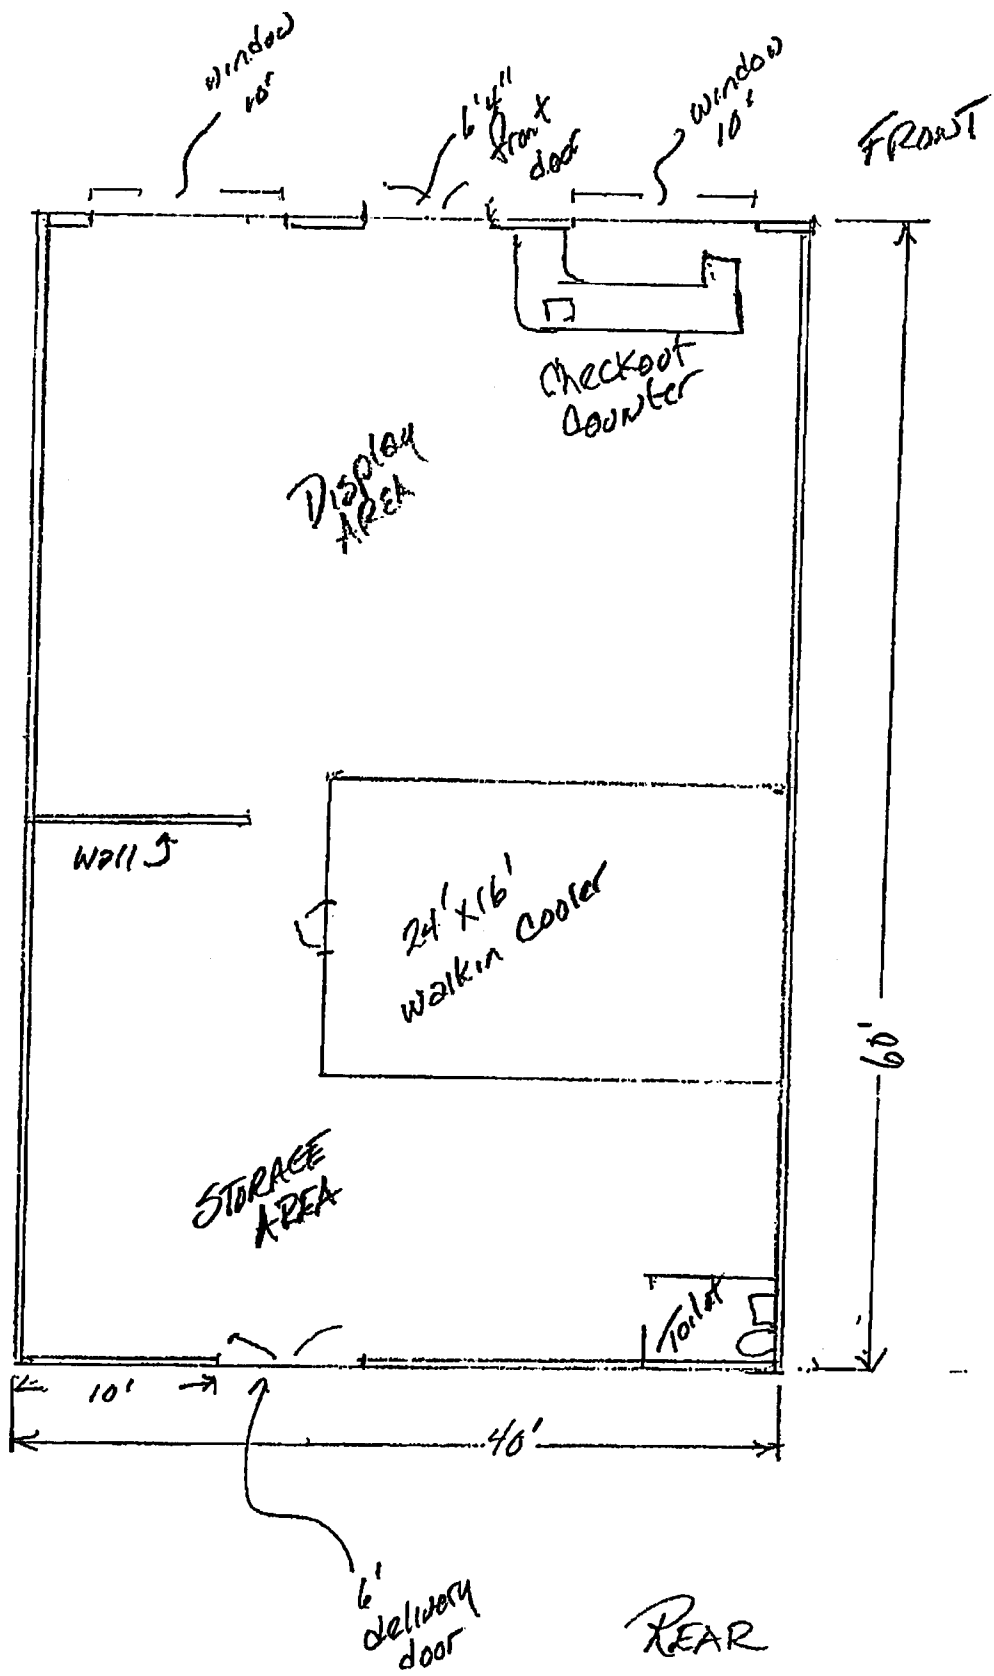 window
10'
6'4"
front
door
window
10'
FRONT
Checkout
Counter
Display
AREA
wall
24'x16'
walkin cooler
60'
STORAGE
AREA
Toilet
10'
40'
6'
delivery
door
REAR